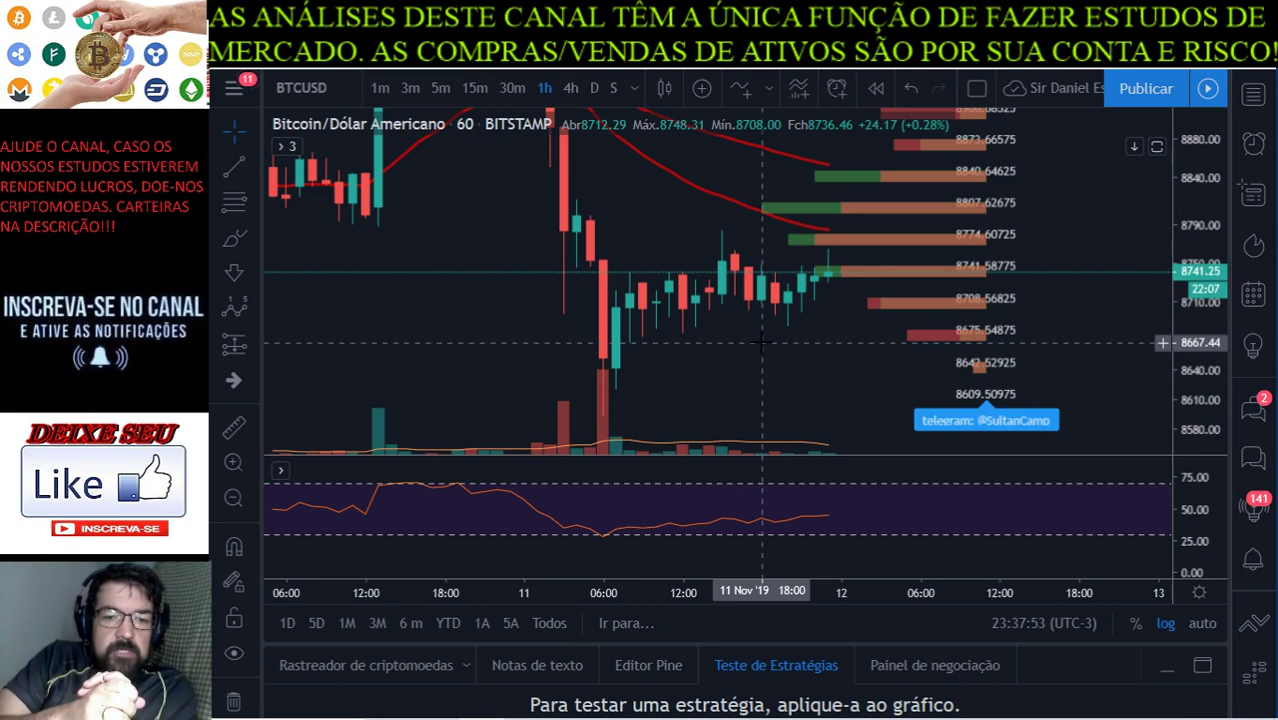 AS ANÁLISES DESTE CANAL TÊM A ÚNICA FUNÇÃO DE FAZER ESTUDOS DE
MERCADO. AS COMPRAS/VENDAS DE ATIVOS SÃO POR SUA CONTA E RISCO!
11
BTCUSD 1m 3m 5m 15m 30m 1h 4h D S
Sir Daniel Es
Publicar
Bitcoin/Dólar Americano · 60 · BITSTAMP Abr8712.29 Máx.8748.31 Mín.8708.00 Fch8736.46 +24.17 (+0.28%)
3
AJUDE O CANAL, CASO OS
NOSSOS ESTUDOS ESTIVEREM
RENDENDO LUCROS, DOE-NOS
CRIPTOMOEDAS. CARTEIRAS
NA DESCRIÇÃO!!!
INSCREVA-SE NO CANAL
E ATIVE AS NOTIFICAÇÕES
DEIXE SEU
Like
INSCREVA-SE
8873.66575
8840.64625
8807.62675
8774.60725
8741.58775
8708.56825
8675.54875
8642.52925
8609.50975
telegram: @SultanCamp
8880.00
8840.00
8790.00
8741.25
22:07
8710.00
8667.44
8640.00
8610.00
8580.00
75.00
50.00
25.00
0.00
2
141
06:00 12:00 18:00 11 06:00 12:00 11 Nov '19 18:00 12 06:00 12:00 18:00 13
1D 5D 1M 3M 6 m YTD 1A 5A Todos Ir para... 23:37:53 (UTC-3) % log auto
Rastreador de criptomoedas Notas de texto Editor Pine Teste de Estratégias Painel de negociação
Para testar uma estratégia, aplique-a ao gráfico.